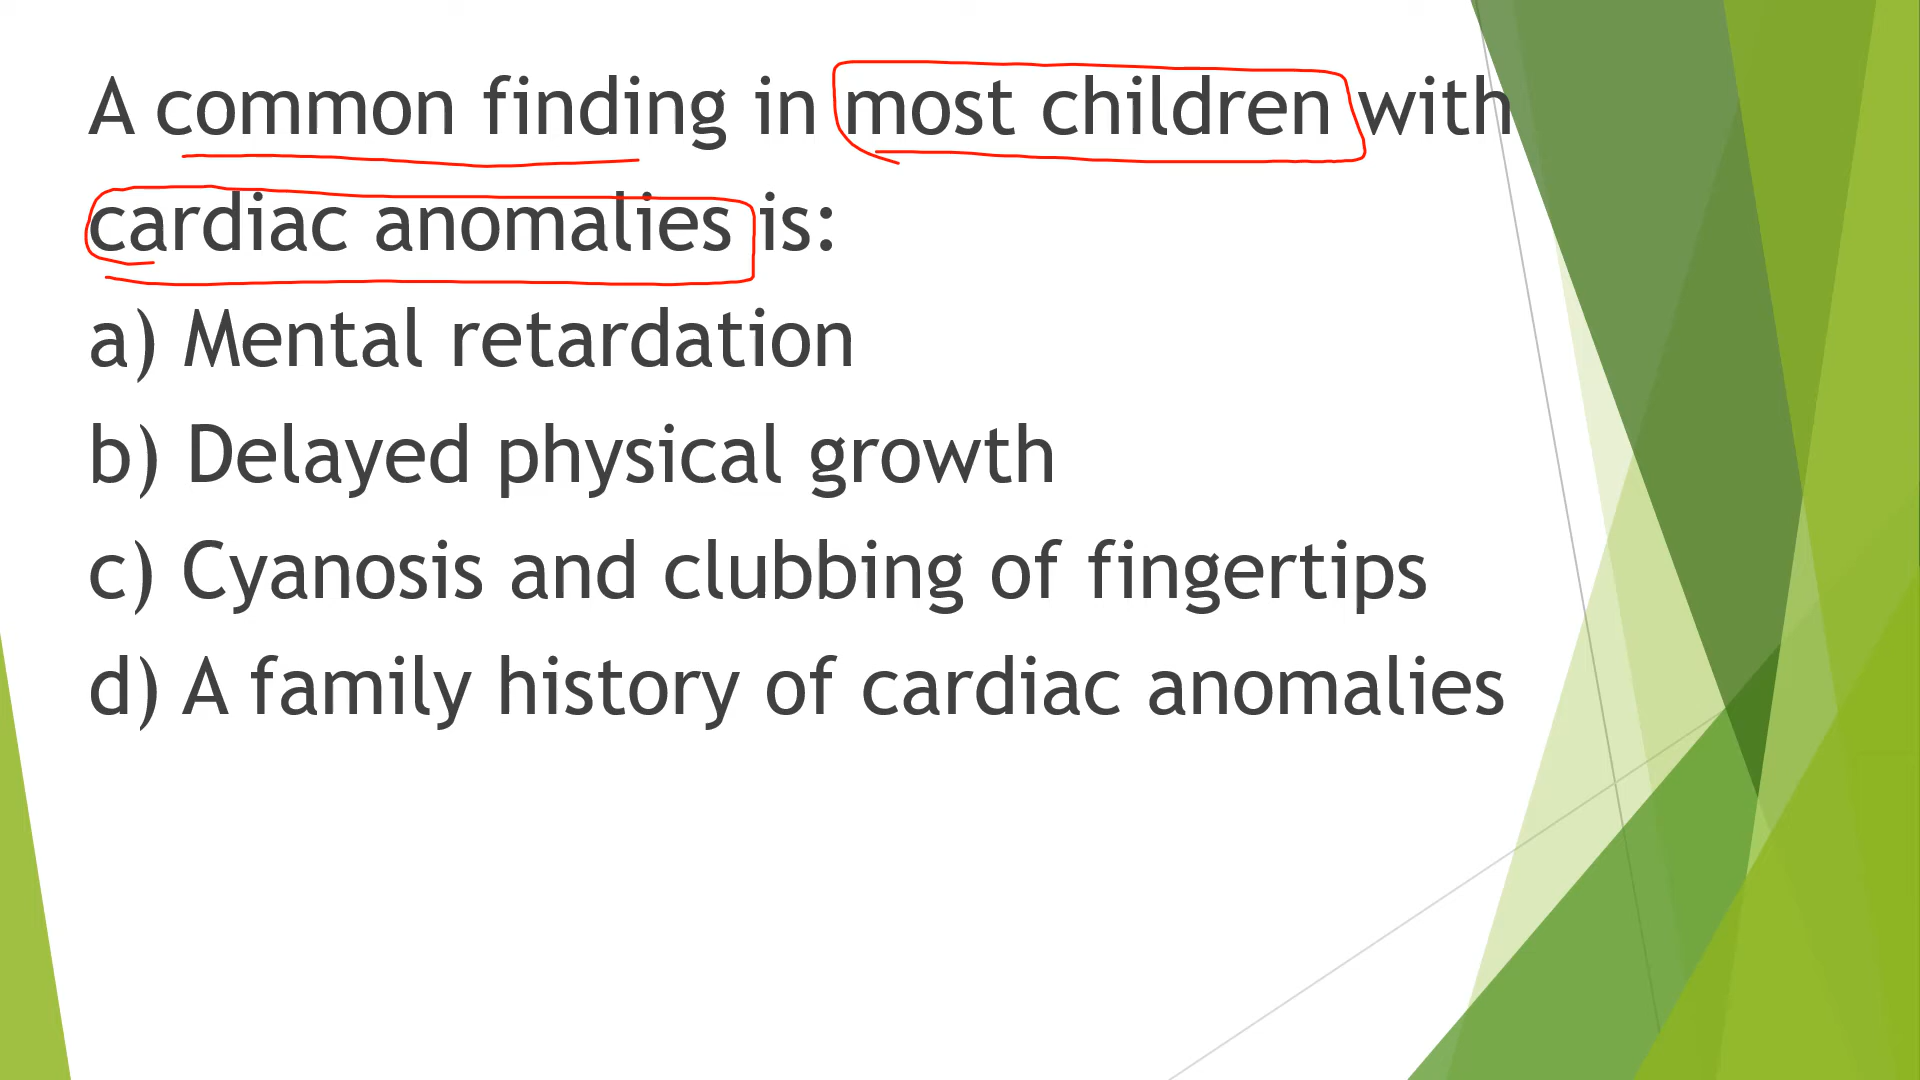 A common finding in most children with
cardiac anomalies is:
a) Mental retardation
b) Delayed physical growth
c) Cyanosis and clubbing of fingertips
d) A family history of cardiac anomalies